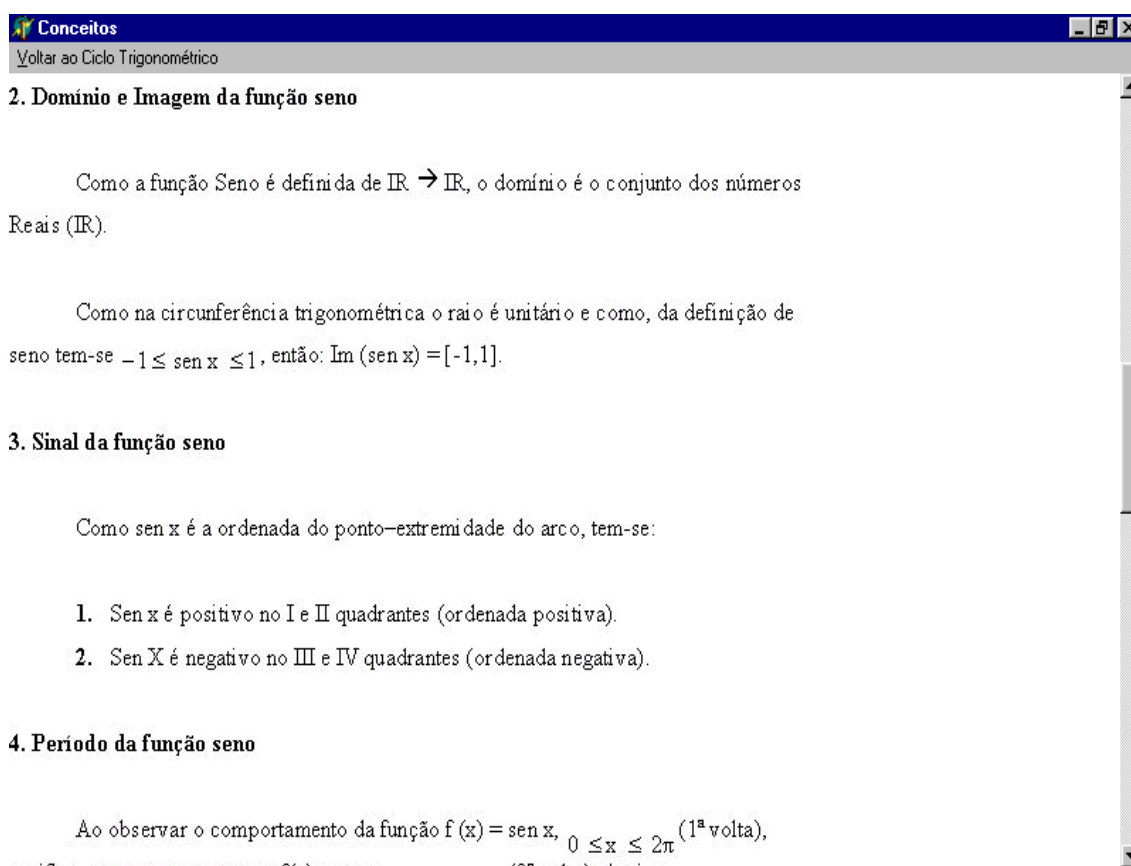 Conceitos
Voltar ao Ciclo Trigonométrico
2. Domínio e Imagem da função seno
Como a função Seno é definida de IR → IR, o domínio é o conjunto dos números
Reais (IR).
Como na circunferência trigonométrica o raio é unitário e como, da definição de
seno tem-se −1 ≤ sen x ≤ 1, então: Im (sen x) = [-1,1].
3. Sinal da função seno
Como sen x é a ordenada do ponto–extremidade do arco, tem-se:
1. Sen x é positivo no I e II quadrantes (ordenada positiva).
2. Sen X é negativo no III e IV quadrantes (ordenada negativa).
4. Período da função seno
Ao observar o comportamento da função f (x) = sen x, 0 ≤ x ≤ 2π (1ª volta),